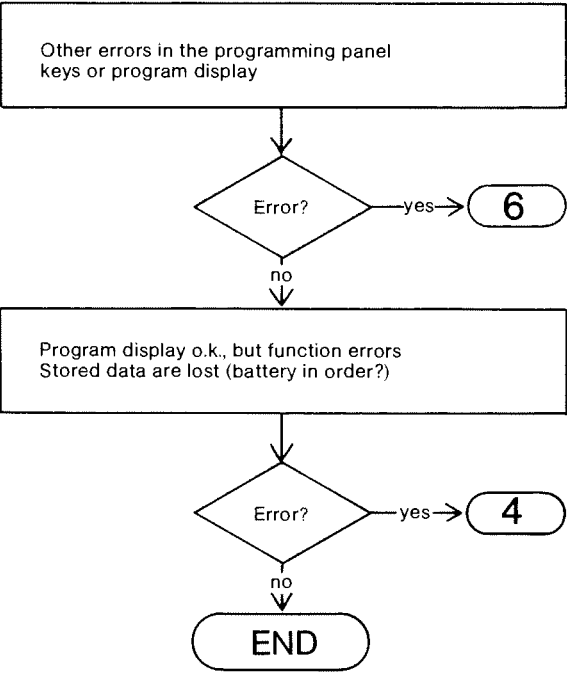 Other errors in the programming panel
keys or program display
Error?
yes
6
no
Program display o.k., but function errors
Stored data are lost (battery in order?)
Error?
yes
4
no
END